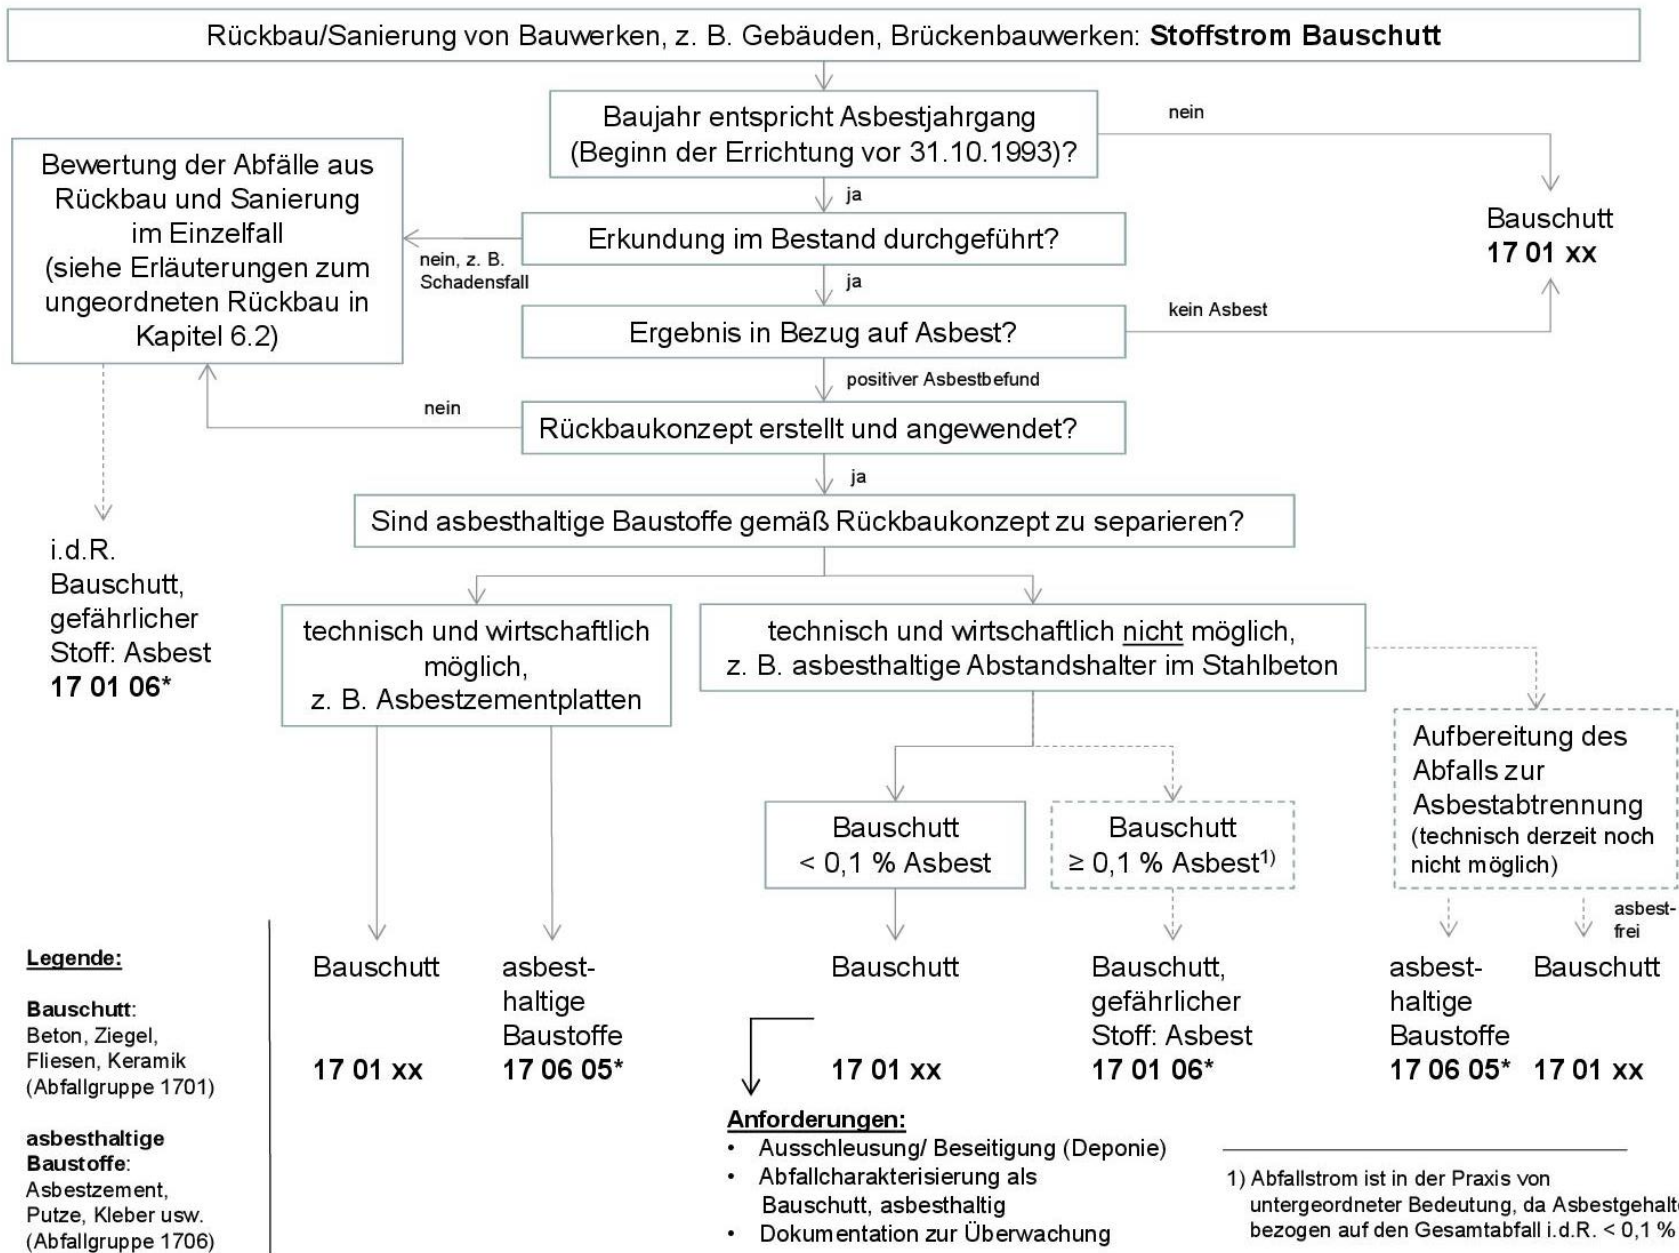 Rückbau/Sanierung von Bauwerken, z. B. Gebäuden, Brückenbauwerken: Stoffstrom Bauschutt
Baujahr entspricht Asbestjahrgang
(Beginn der Errichtung vor 31.10.1993)?
nein
ja
Bewertung der Abfälle aus
Rückbau und Sanierung
im Einzelfall
(siehe Erläuterungen zum
ungeordneten Rückbau in
Kapitel 6.2)
Erkundung im Bestand durchgeführt?
nein, z. B.
Schadensfall
ja
Bauschutt
17 01 xx
Ergebnis in Bezug auf Asbest?
kein Asbest
positiver Asbestbefund
nein
Rückbaukonzept erstellt und angewendet?
ja
Sind asbesthaltige Baustoffe gemäß Rückbaukonzept zu separieren?
i.d.R.
Bauschutt,
gefährlicher
Stoff: Asbest
17 01 06*
technisch und wirtschaftlich
möglich,
z. B. Asbestzementplatten
technisch und wirtschaftlich nicht möglich,
z. B. asbesthaltige Abstandshalter im Stahlbeton
Aufbereitung des
Abfalls zur
Asbestabtrennung
(technisch derzeit noch
nicht möglich)
Bauschutt
< 0,1 % Asbest
Bauschutt
≥ 0,1 % Asbest1)
asbest-
frei
Bauschutt
17 01 xx
asbest-
haltige
Baustoffe
17 06 05*
Bauschutt
17 01 xx
Bauschutt,
gefährlicher
Stoff: Asbest
17 01 06*
asbest-
haltige
Baustoffe
17 06 05*
Bauschutt
17 01 xx
Legende:
Bauschutt:
Beton, Ziegel,
Fliesen, Keramik
(Abfallgruppe 1701)
asbesthaltige
Baustoffe:
Asbestzement,
Putze, Kleber usw.
(Abfallgruppe 1706)
Anforderungen:
• Ausschleusung/ Beseitigung (Deponie)
• Abfallcharakterisierung als
Bauschutt, asbesthaltig
• Dokumentation zur Überwachung
1) Abfallstrom ist in der Praxis von
untergeordneter Bedeutung, da Asbestgehalte
bezogen auf den Gesamtabfall i.d.R. < 0,1 %